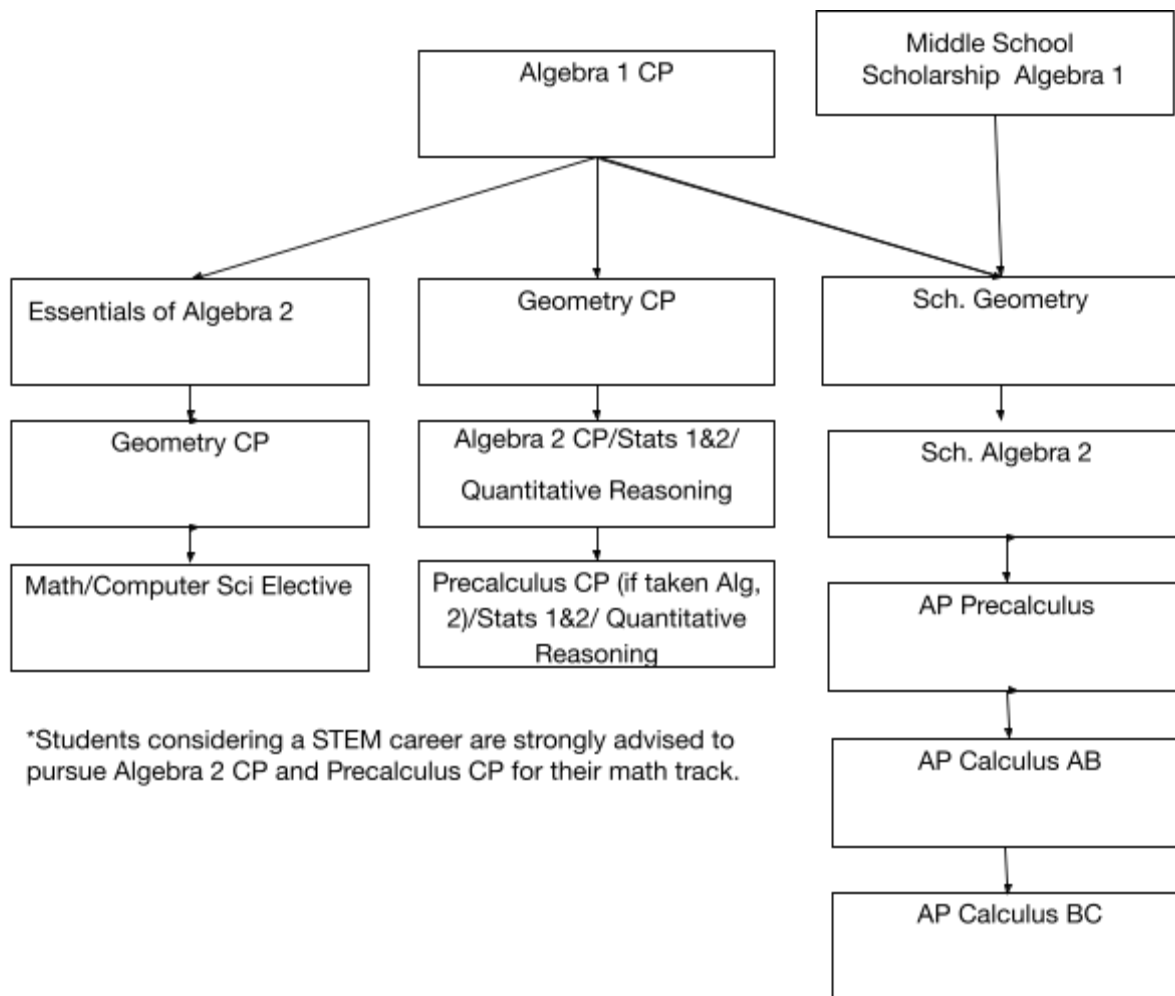 Algebra 1 CP
Middle School
Scholarship Algebra 1
Essentials of Algebra 2
Geometry CP
Sch. Geometry
Geometry CP
Algebra 2 CP/Stats 1&2/
Quantitative Reasoning
Sch. Algebra 2
Math/Computer Sci Elective
Precalculus CP (if taken Alg,
2)/Stats 1&2/ Quantitative
Reasoning
AP Precalculus
*Students considering a STEM career are strongly advised to
pursue Algebra 2 CP and Precalculus CP for their math track.
AP Calculus AB
AP Calculus BC